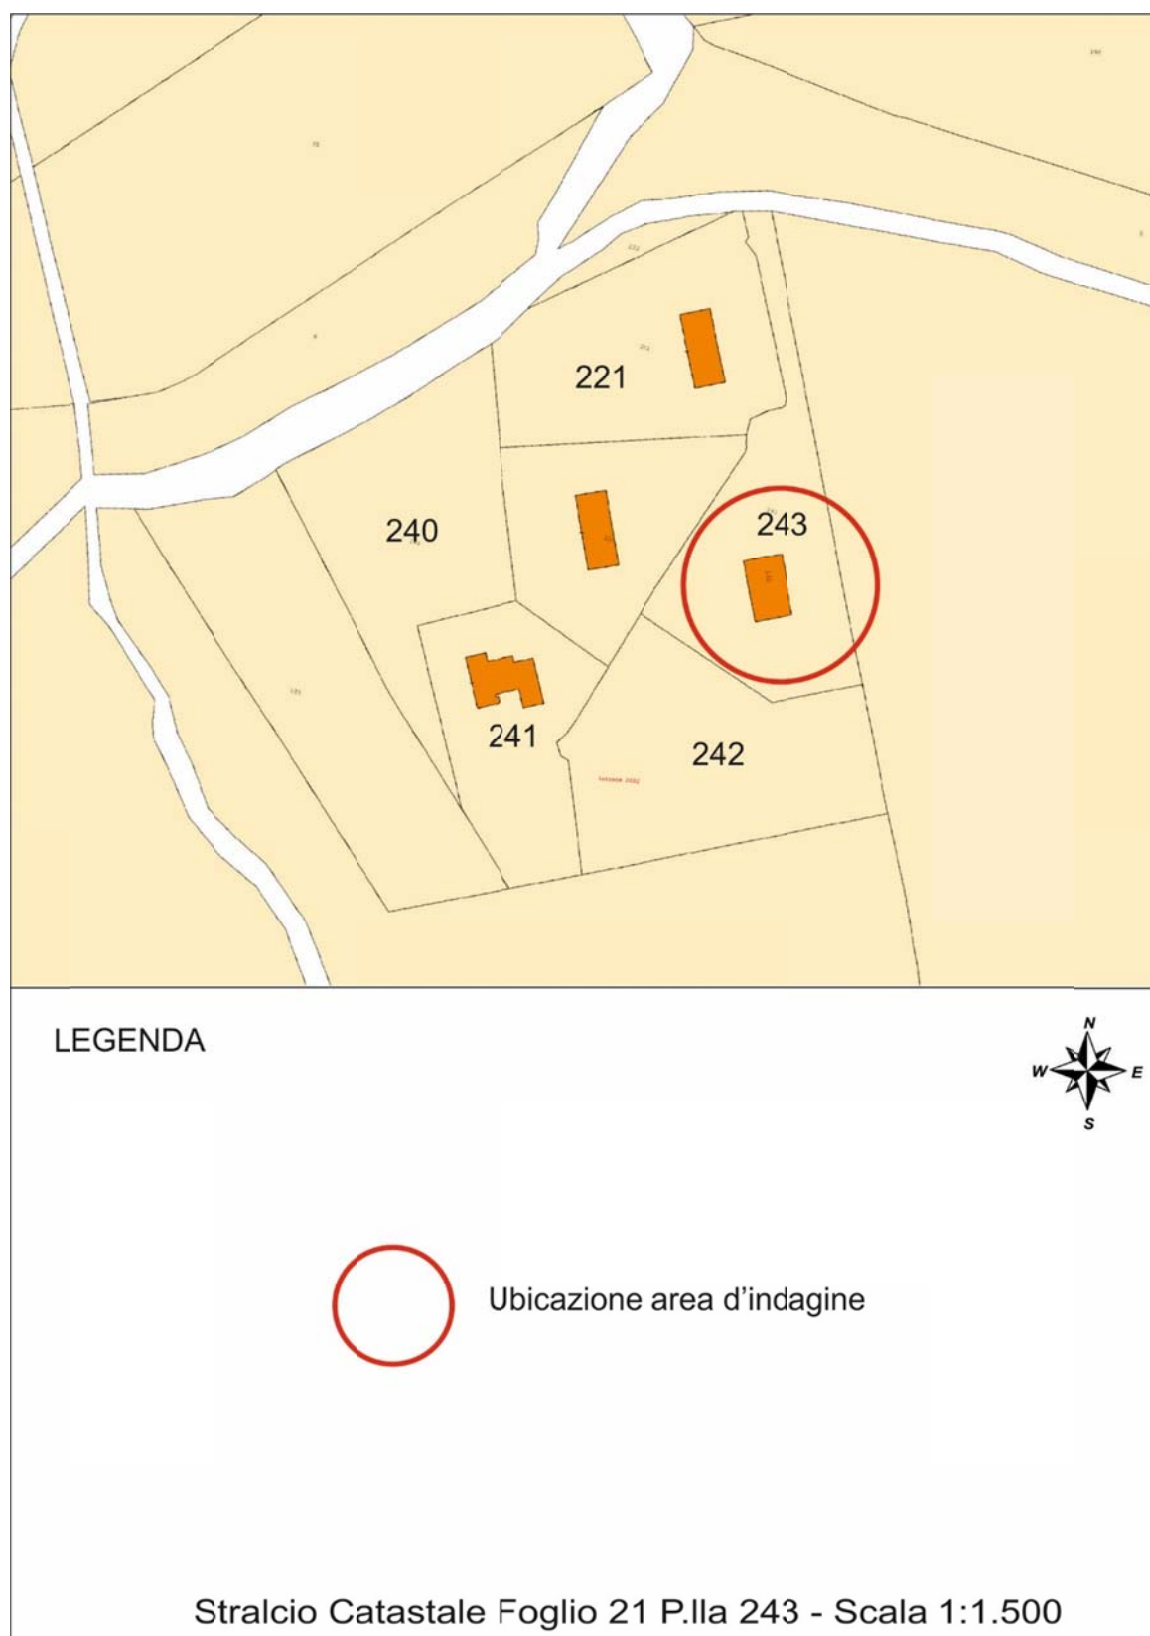 221
240
243
241
242
LEGENDA
N
W E
S
Ubicazione area d'indagine
Stralcio Catastale Foglio 21 P.lla 243 - Scala 1:1.500